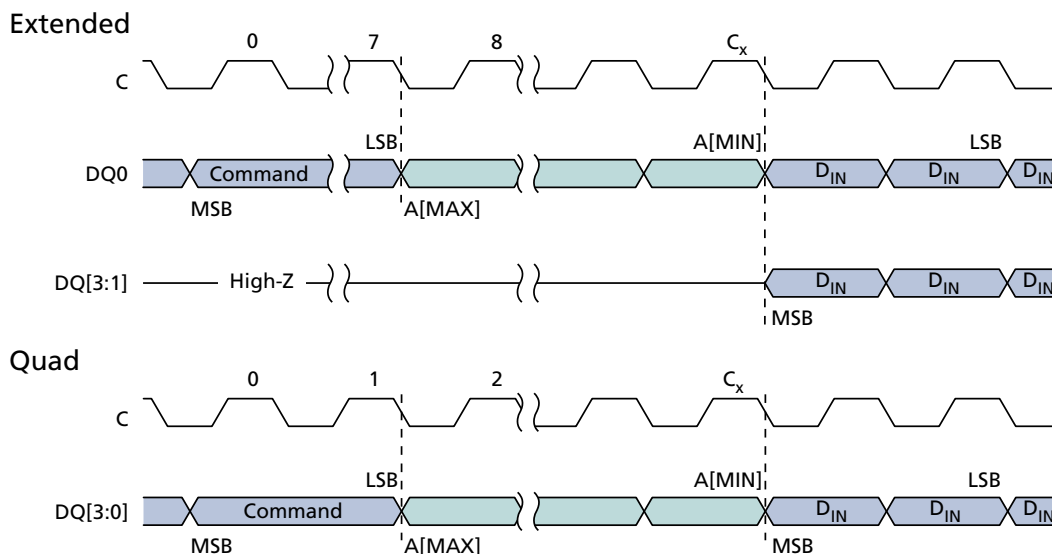 Extended
0 7 8 Cx
C
LSB A[MIN] LSB
DQ0 Command DIN DIN DIN
MSB A[MAX]
DQ[3:1] High-Z DIN DIN DIN
MSB
Quad
0 1 2 Cx
C
LSB A[MIN] LSB
DQ[3:0] Command DIN DIN DIN
MSB A[MAX] MSB